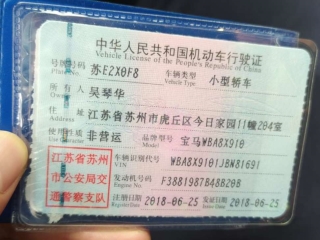 中华人民共和国机动车行驶证
Vehicle License of the People's Republic of China
号牌号码 苏E2X0F8 车辆类型 小型轿车
Plate No. Vehicle Type
所有人 吴琴华
Owner
住址 江苏省苏州市虎丘区今日家园11幢204室
Address
使用性质 非营运 品牌型号 宝马WBA8X910
Use Character Model
江苏省苏州
市公安局交
通警察支队
车辆识别代号
VIN
发动机号码 F3881987B48B20B
Engine No.
注册日期 2018-06-25 发证日期 2018-06-25
Register Date Issue Date